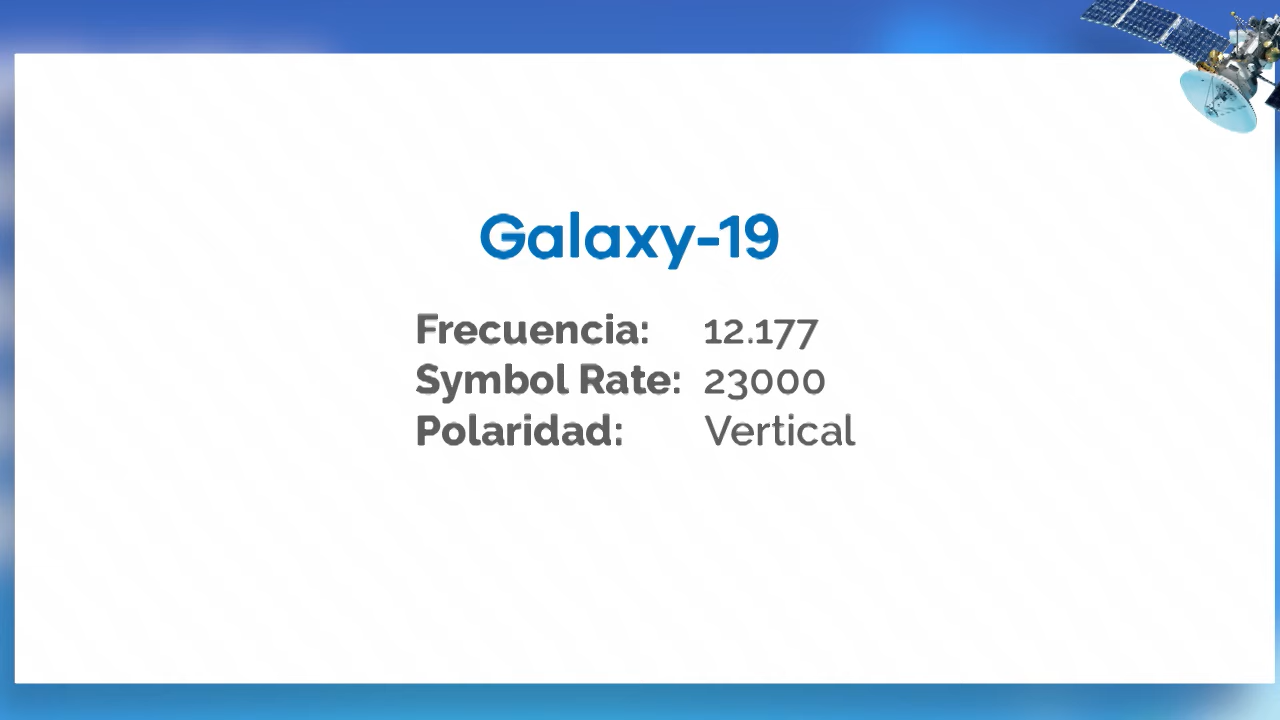 Galaxy-19
Frecuencia: 12.177
Symbol Rate: 23000
Polaridad: Vertical